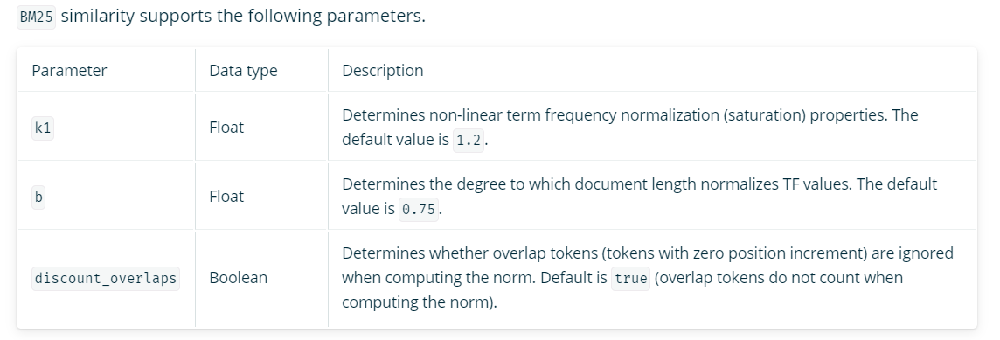 BM25 similarity supports the following parameters.
Parameter Data type Description
k1 Float Determines non-linear term frequency normalization (saturation) properties. The
default value is 1.2.
b Float Determines the degree to which document length normalizes TF values. The default
value is 0.75.
discount_overlaps Boolean Determines whether overlap tokens (tokens with zero position increment) are ignored
when computing the norm. Default is true (overlap tokens do not count when
computing the norm).